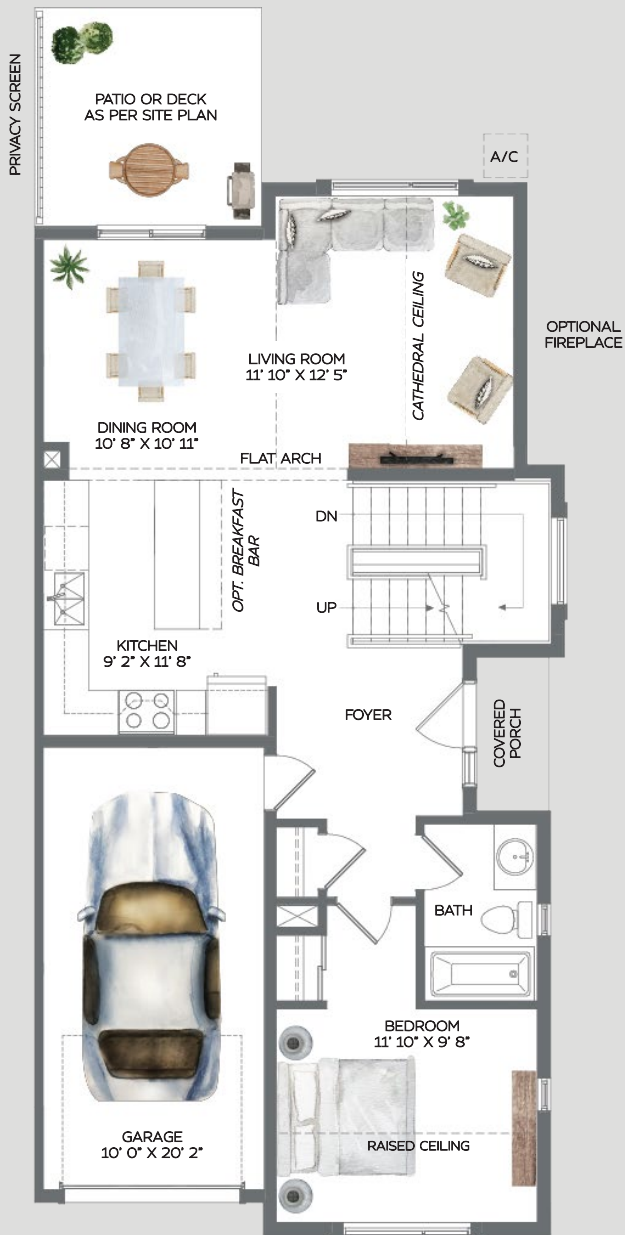 PRIVACY SCREEN
PATIO OR DECK
AS PER SITE PLAN
A/C
CATHEDRAL CEILING
OPTIONAL
FIREPLACE
LIVING ROOM
11' 10" X 12' 5"
DINING ROOM
10' 8" X 10' 11"
FLAT ARCH
OPT. BREAKFAST
BAR
DN
UP
KITCHEN
9' 2" X 11' 8"
FOYER
COVERED
PORCH
BATH
BEDROOM
11' 10" X 9' 8"
RAISED CEILING
GARAGE
10' 0" X 20' 2"